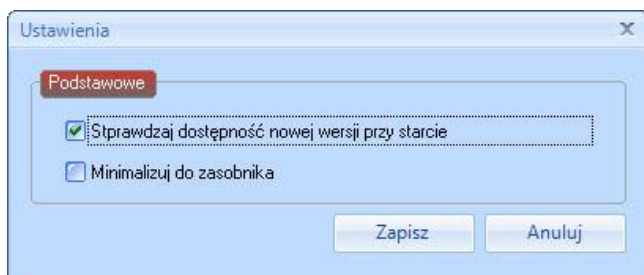 Ustawienia
Podstawowe
Stprawdzaj dostępność nowej wersji przy starcie
Minimalizuj do zasobnika
Zapisz
Anuluj